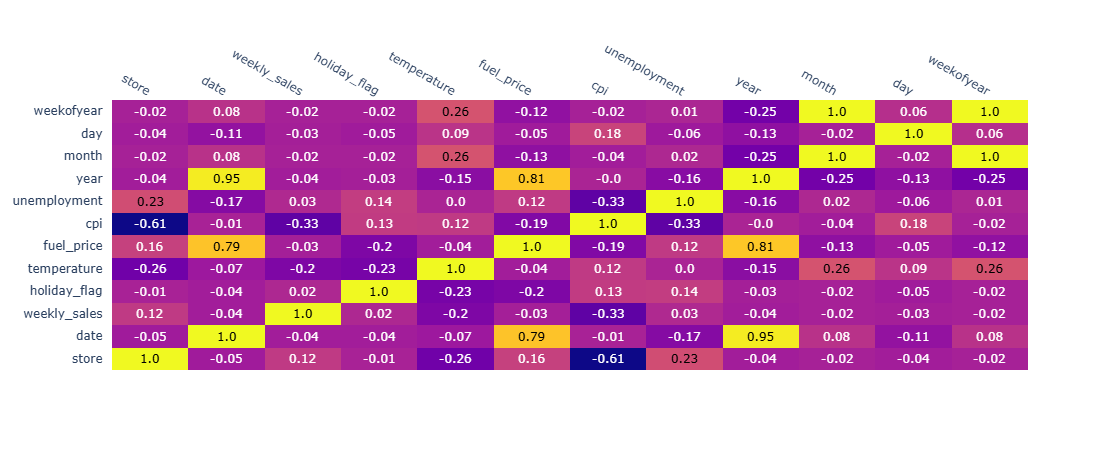 store date weekly_sales holiday_flag temperature fuel_price cpi unemployment year month day weekofyear
weekofyear -0.02 0.08 -0.02 -0.02 0.26 -0.12 -0.02 0.01 -0.25 1.0 0.06 1.0
day -0.04 -0.11 -0.03 -0.05 0.09 -0.05 0.18 -0.06 -0.13 -0.02 1.0 0.06
month -0.02 0.08 -0.02 -0.02 0.26 -0.13 -0.04 0.02 -0.25 1.0 -0.02 1.0
year -0.04 0.95 -0.04 -0.03 -0.15 0.81 -0.0 -0.16 1.0 -0.25 -0.13 -0.25
unemployment 0.23 -0.17 0.03 0.14 0.0 0.12 -0.33 1.0 -0.16 0.02 -0.06 0.01
cpi -0.61 -0.01 -0.33 0.13 0.12 -0.19 1.0 -0.33 -0.0 -0.04 0.18 -0.02
fuel_price 0.16 0.79 -0.03 -0.2 -0.04 1.0 -0.19 0.12 0.81 -0.13 -0.05 -0.12
temperature -0.26 -0.07 -0.2 -0.23 1.0 -0.04 0.12 0.0 -0.15 0.26 0.09 0.26
holiday_flag -0.01 -0.04 0.02 1.0 -0.23 -0.2 0.13 0.14 -0.03 -0.02 -0.05 -0.02
weekly_sales 0.12 -0.04 1.0 0.02 -0.2 -0.03 -0.33 0.03 -0.04 -0.02 -0.03 -0.02
date -0.05 1.0 -0.04 -0.04 -0.07 0.79 -0.01 -0.17 0.95 0.08 -0.11 0.08
store 1.0 -0.05 0.12 -0.01 -0.26 0.16 -0.61 0.23 -0.04 -0.02 -0.04 -0.02